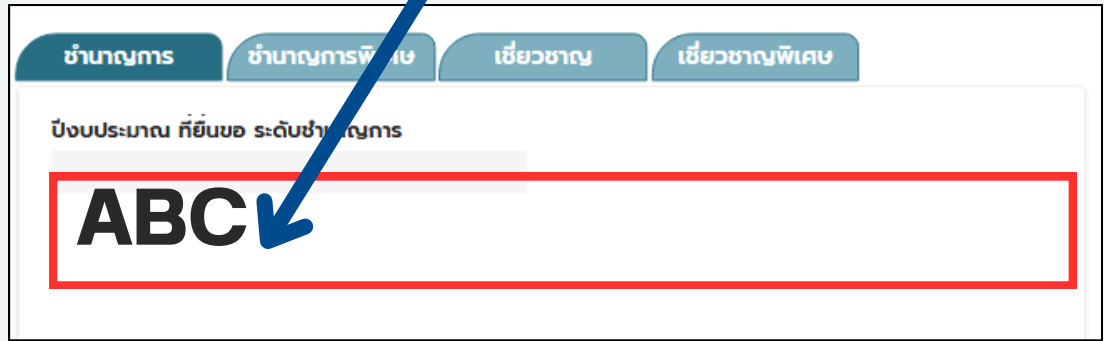 ชำนาญการ
เชี่ยวชาญ
เชี่ยวชาญพิเศษ
ปีงบประมาณ ที่ยื่นขอ
ABC